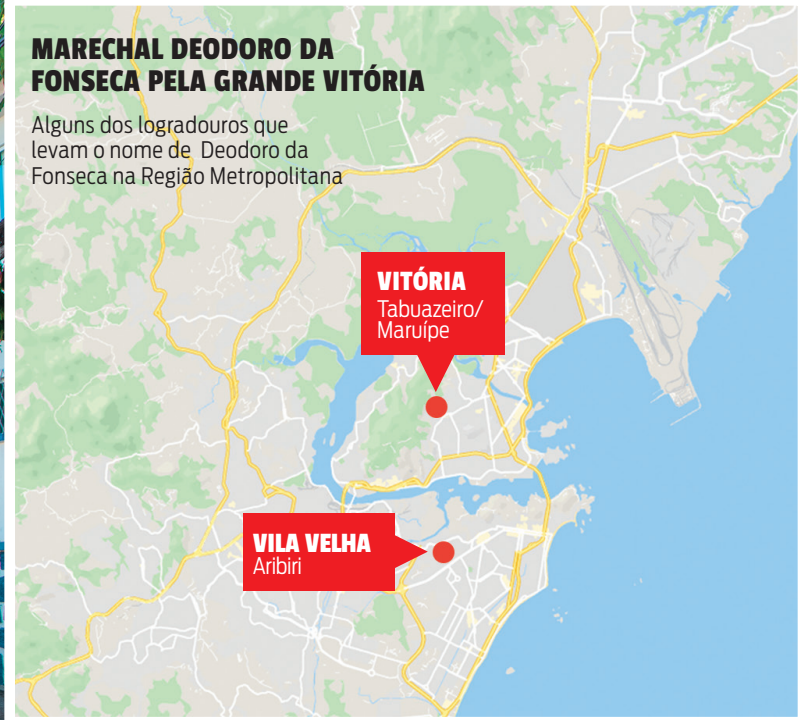 MARECHAL DEODORO DA
FONSECA PELA GRANDE VITÓRIA
Alguns dos logradouros que
levam o nome de Deodoro da
Fonseca na Região Metropolitana
VITÓRIA
Tabuazeiro/
Maruípe
VILA VELHA
Aribiri